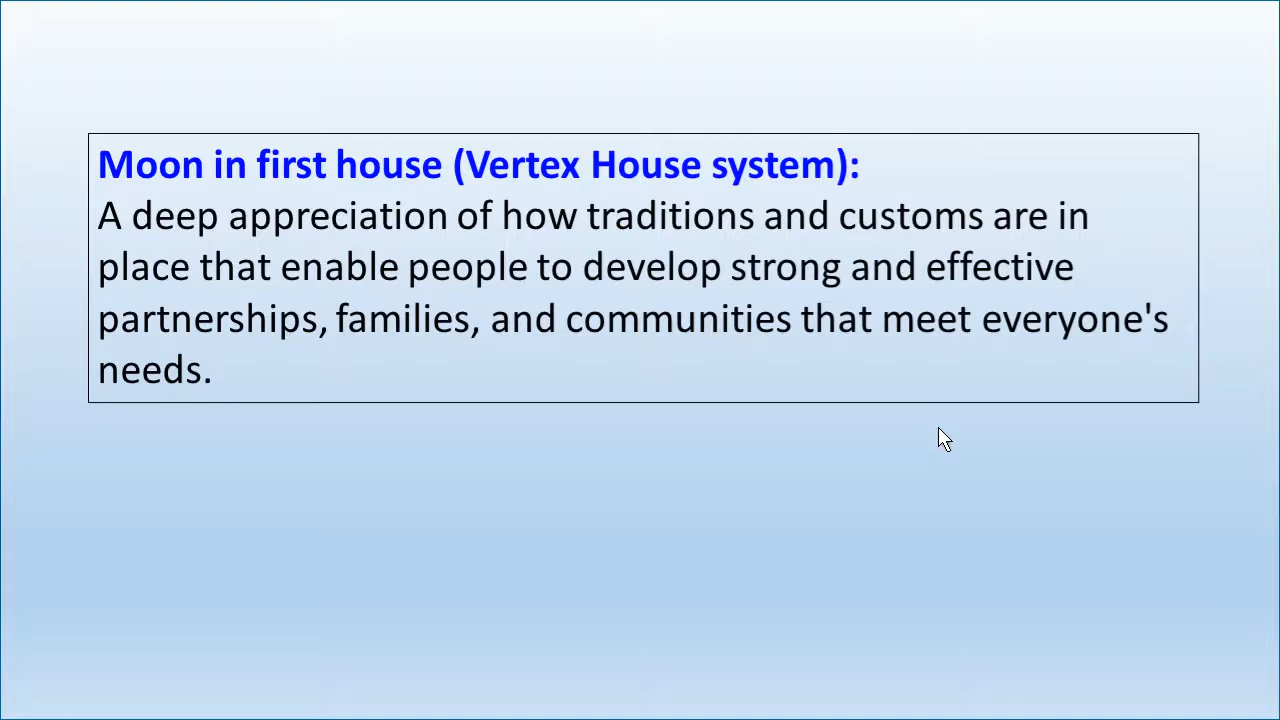 Moon in first house (Vertex House system):
A deep appreciation of how traditions and customs are in
place that enable people to develop strong and effective
partnerships, families, and communities that meet everyone's
needs.